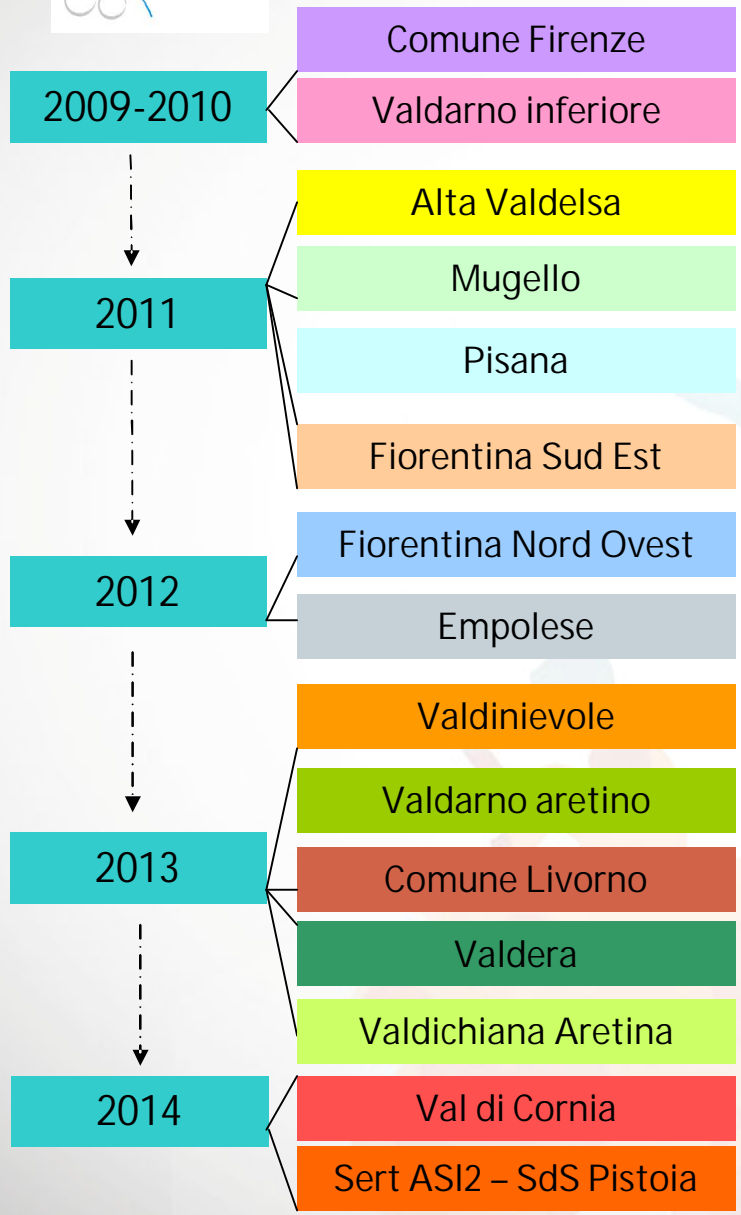 2009-2010
Comune Firenze
Valdarno inferiore
2011
Alta Valdelsa
Mugello
Pisana
Fiorentina Sud Est
2012
Fiorentina Nord Ovest
Empolese
2013
Valdinievole
Valdarno aretino
Comune Livorno
Valdera
Valdichiana Aretina
2014
Val di Cornia
Sert ASl2 – SdS Pistoia